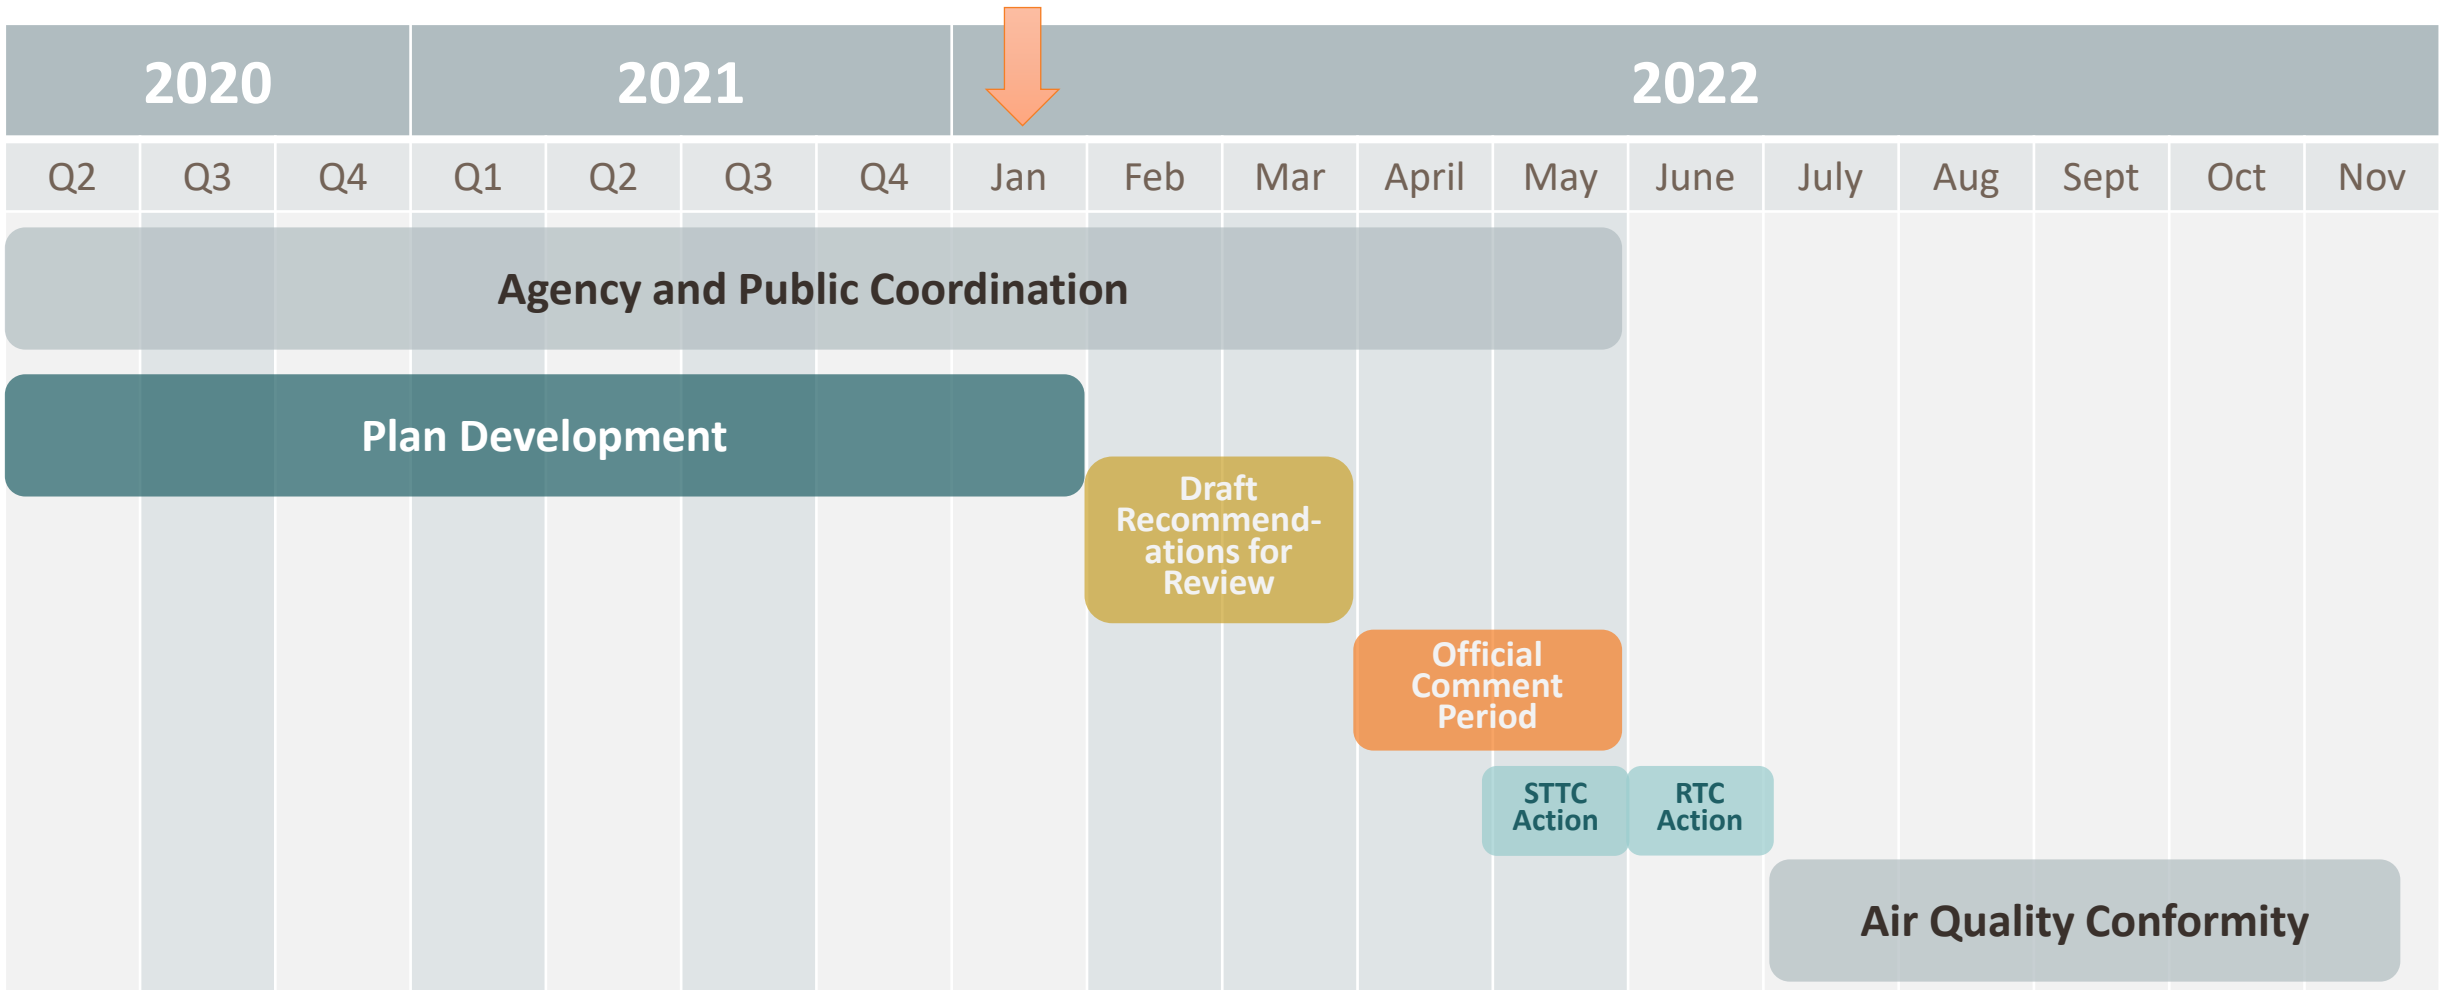 2020 2021 2022
Q2 Q3 Q4 Q1 Q2 Q3 Q4 Jan Feb Mar April May June July Aug Sept Oct Nov
Agency and Public Coordination
Plan Development
Draft
Recommend-
ations for
Review
Official
Comment
Period
STTC
Action
RTC
Action
Air Quality Conformity